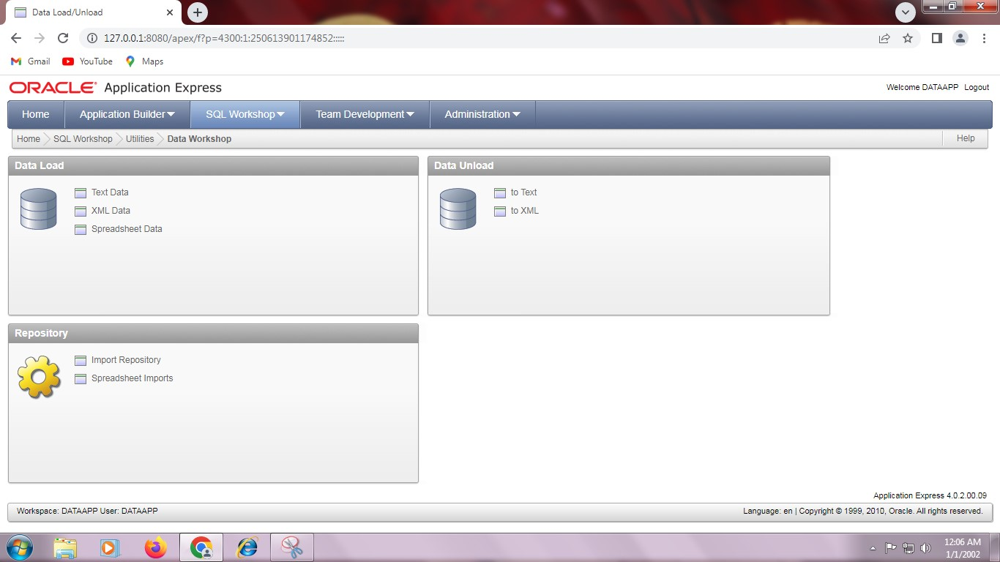 Data Load/Unload
127.0.0.1:8080/apex/f?p=4300:1:250613901174852:::::
Gmail YouTube Maps
ORACLE Application Express
Welcome DATAAPP Logout
Home Application Builder SQL Workshop Team Development Administration
Home SQL Workshop Utilities Data Workshop Help
Data Load
Text Data
XML Data
Spreadsheet Data
Data Unload
to Text
to XML
Repository
Import Repository
Spreadsheet Imports
Application Express 4.0.2.00.09
Workspace: DATAAPP User: DATAAPP
Language: en | Copyright © 1999, 2010, Oracle. All rights reserved.
12:06 AM
1/1/2002